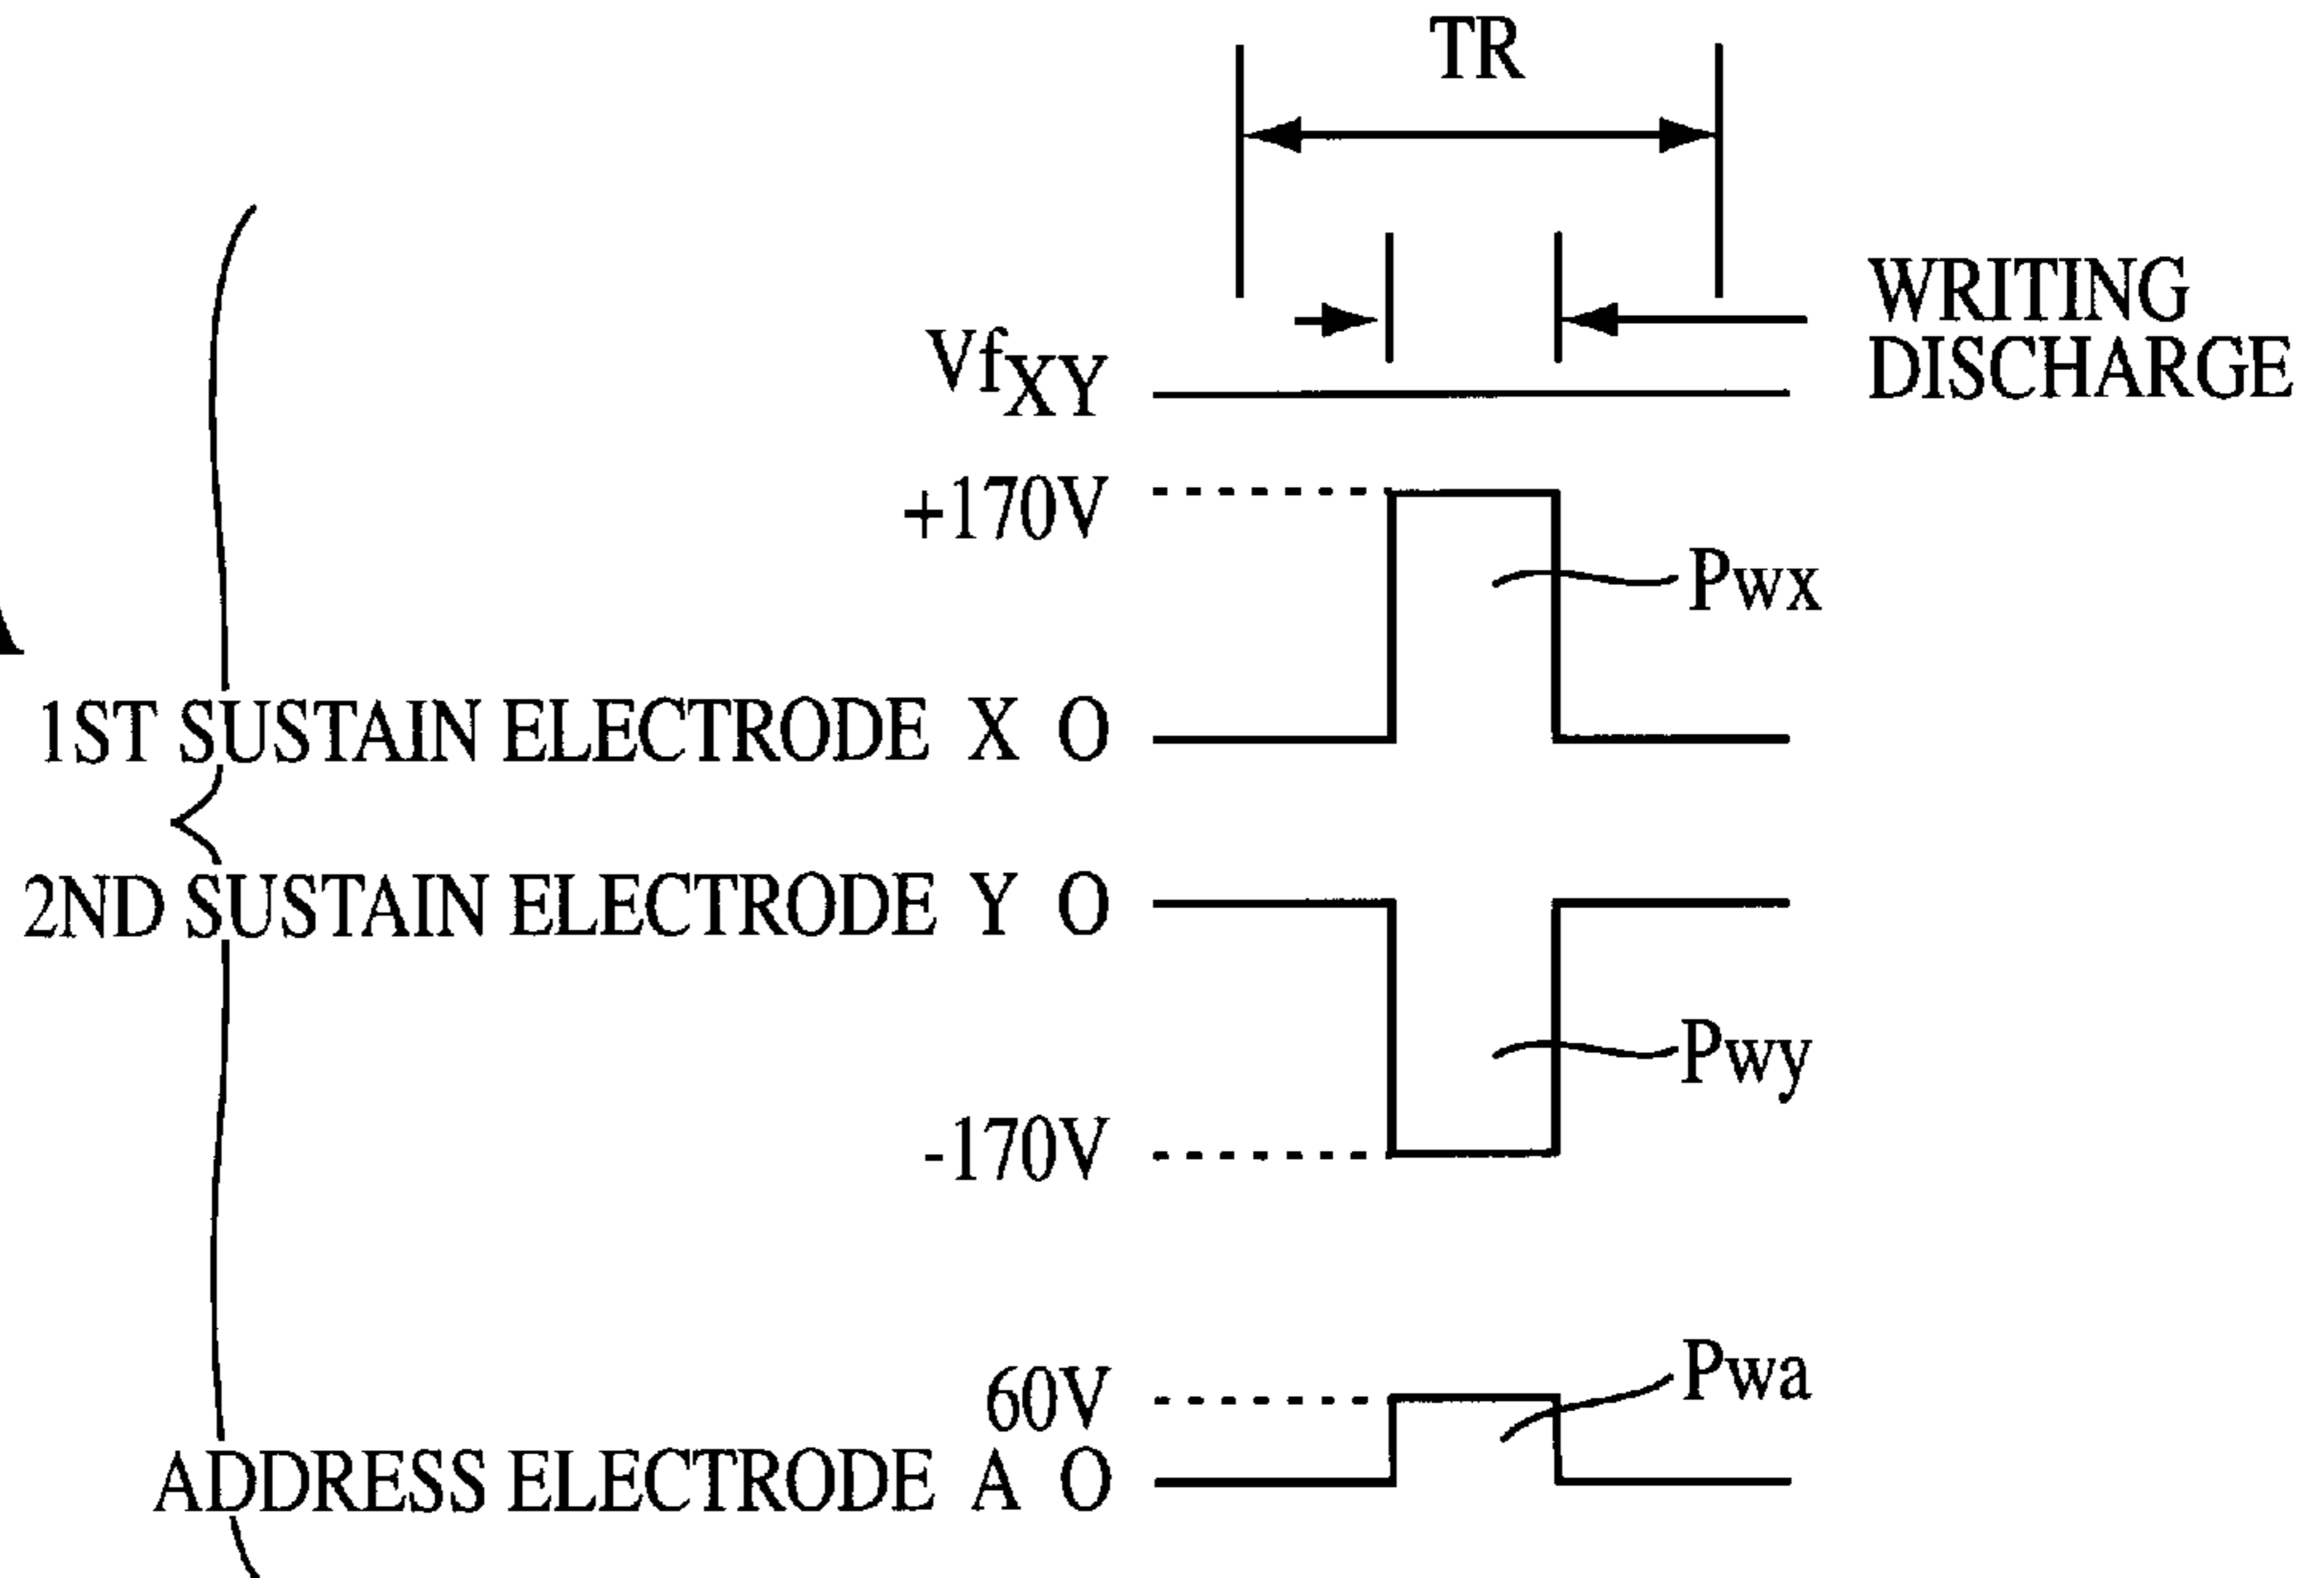 TR
WRITING
DISCHARGE
VfXY
+170V
Pwx
1ST SUSTAIN ELECTRODE X O
2ND SUSTAIN ELECTRODE Y O
Pwy
-170V
60V
Pwa
ADDRESS ELECTRODE A O